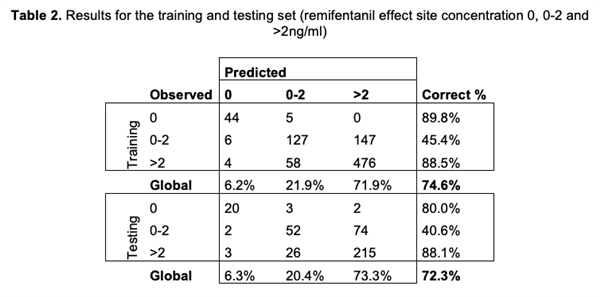 Table 2. Results for the training and testing set (remifentanil effect site concentration 0, 0-2 and
>2ng/ml)
Predicted
Observed 0 0-2 >2 Correct %
Training
0 44 5 0 89.8%
0-2 6 127 147 45.4%
>2 4 58 476 88.5%
Global 6.2% 21.9% 71.9% 74.6%
Testing
0 20 3 2 80.0%
0-2 2 52 74 40.6%
>2 3 26 215 88.1%
Global 6.3% 20.4% 73.3% 72.3%